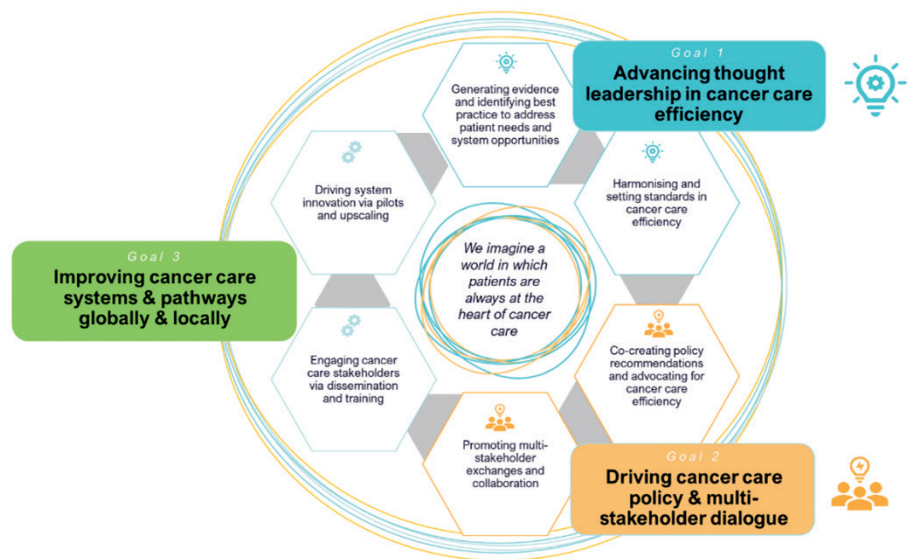 Goal 1
Advancing thought
leadership in cancer care
efficiency
Generating evidence
and identifying best
practice to address
patient needs and
system opportunities
Harmonising and
setting standards in
cancer care
efficiency
Driving system
innovation via pilots
and upscaling
We imagine a
world in which
patients are
always at the
heart of cancer
care
Goal 3
Improving cancer care
systems & pathways
globally & locally
Engaging cancer
care stakeholders
via dissemination
and training
Co-creating policy
recommendations
and advocating for
cancer care
efficiency
Promoting multi-
stakeholder
exchanges and
collaboration
Goal 2
Driving cancer care
policy & multi-
stakeholder dialogue